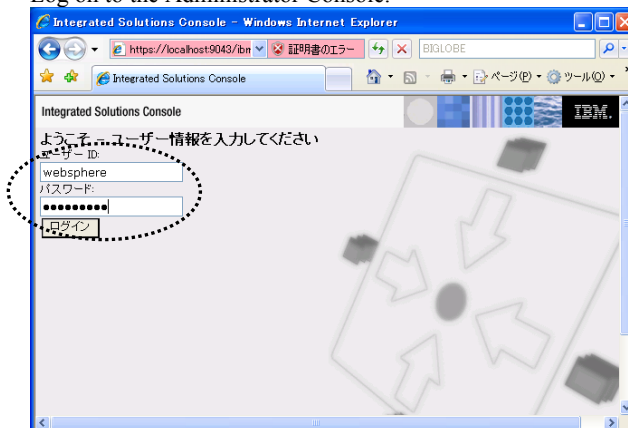 Log on to the Administrator Console.
Integrated Solutions Console - Windows Internet Explorer
https://localhost:9043/ibm
証明書のエラー
BIGLOBE
Integrated Solutions Console
ページ(P)
ツール(O)
Integrated Solutions Console
IBM.
ようこそ - ユーザー情報を入力してください
ユーザー ID:
websphere
パスワード:
●●●●●●●●●
ログイン